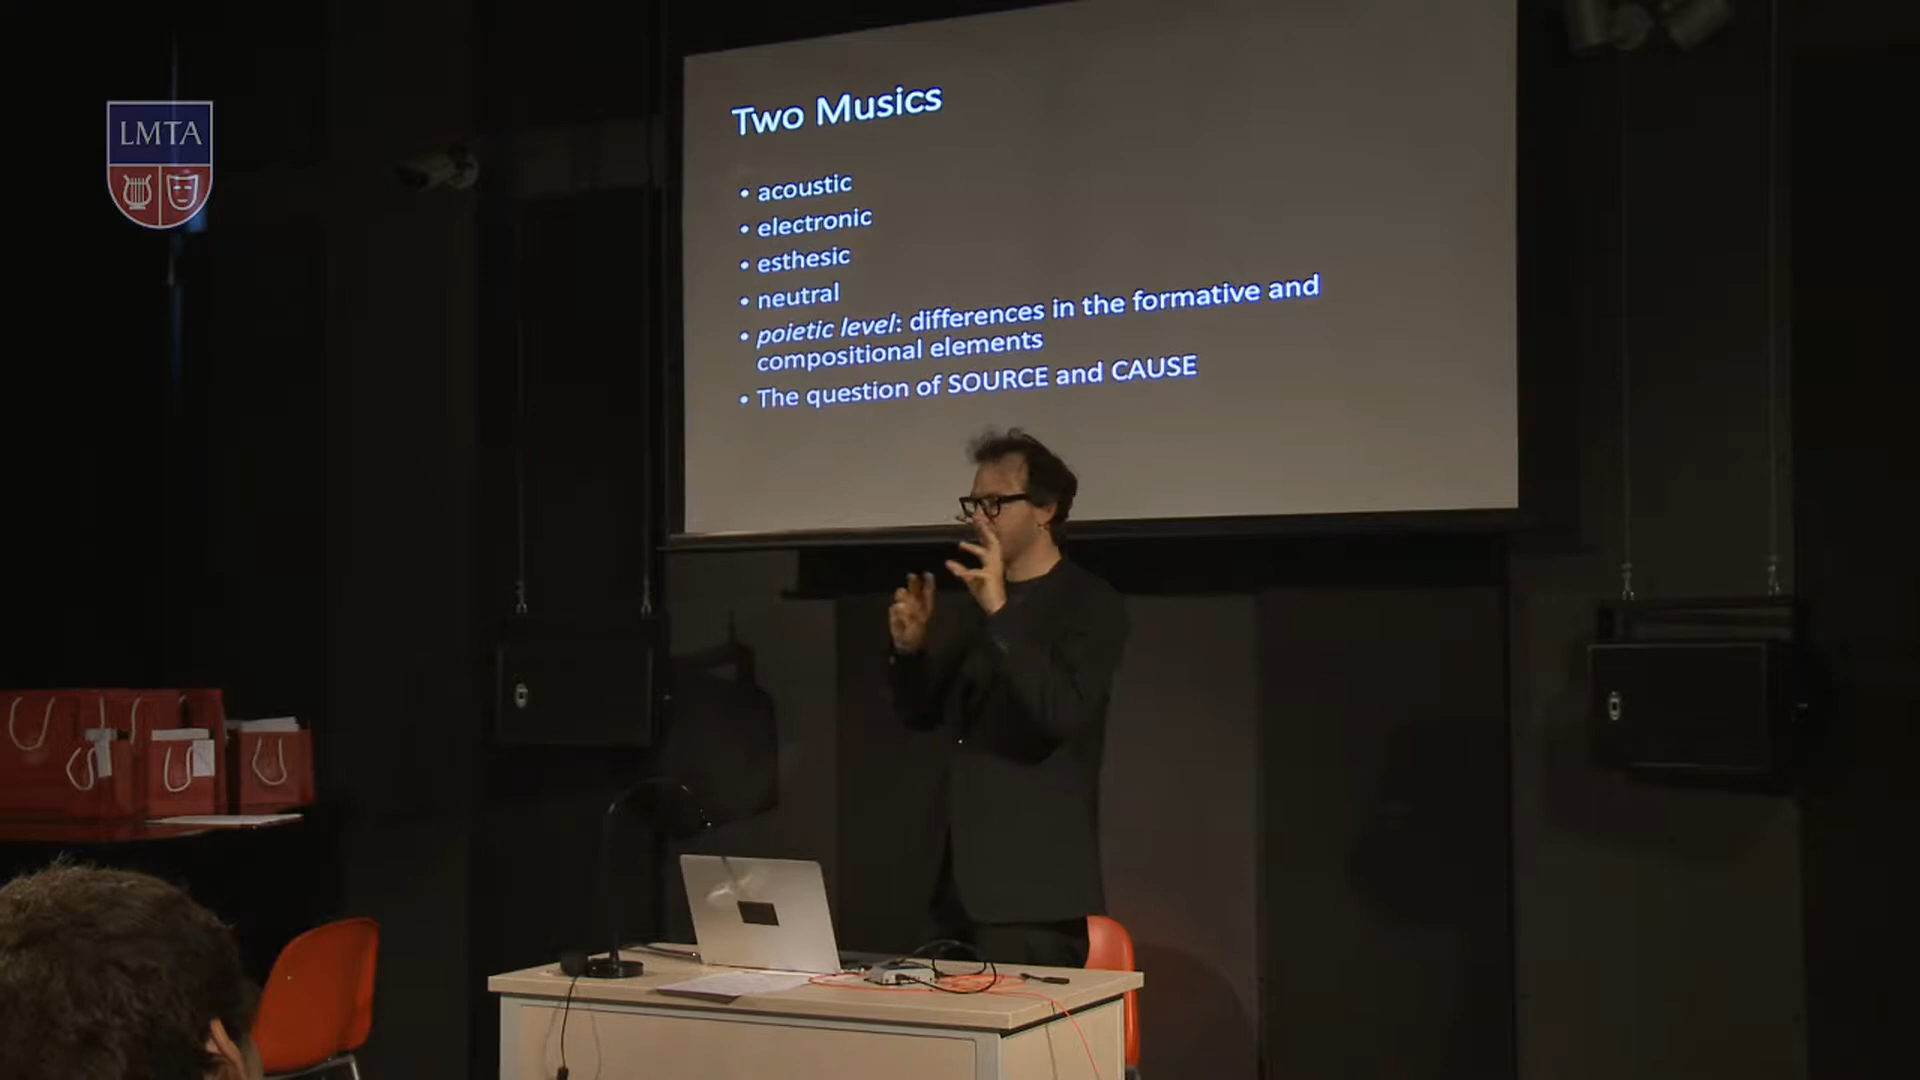 LMTA
Two Musics
• acoustic
• electronic
• esthesic
• neutral
• poietic level: differences in the formative and
compositional elements
• The question of SOURCE and CAUSE